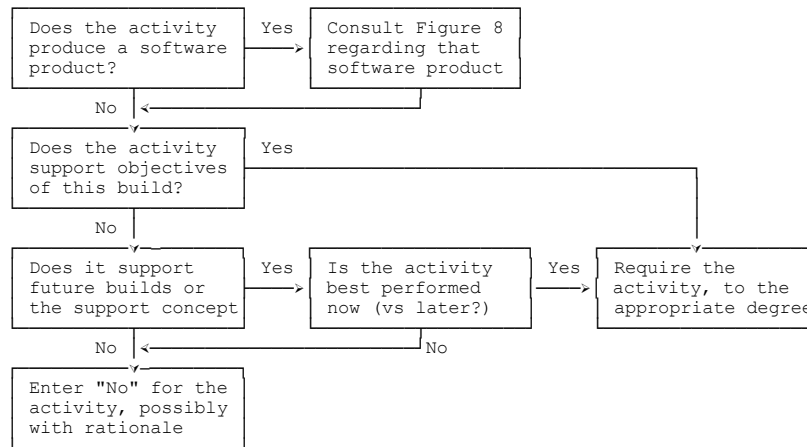 Does the activity
produce a software
product?
Yes
Consult Figure 8
regarding that
software product
No
Does the activity
support objectives
of this build?
Yes
No
Does it support
future builds or
the support concept
Yes
Is the activity
best performed
now (vs later?)
Yes
Require the
activity, to the
appropriate degree
No
No
Enter "No" for the
activity, possibly
with rationale